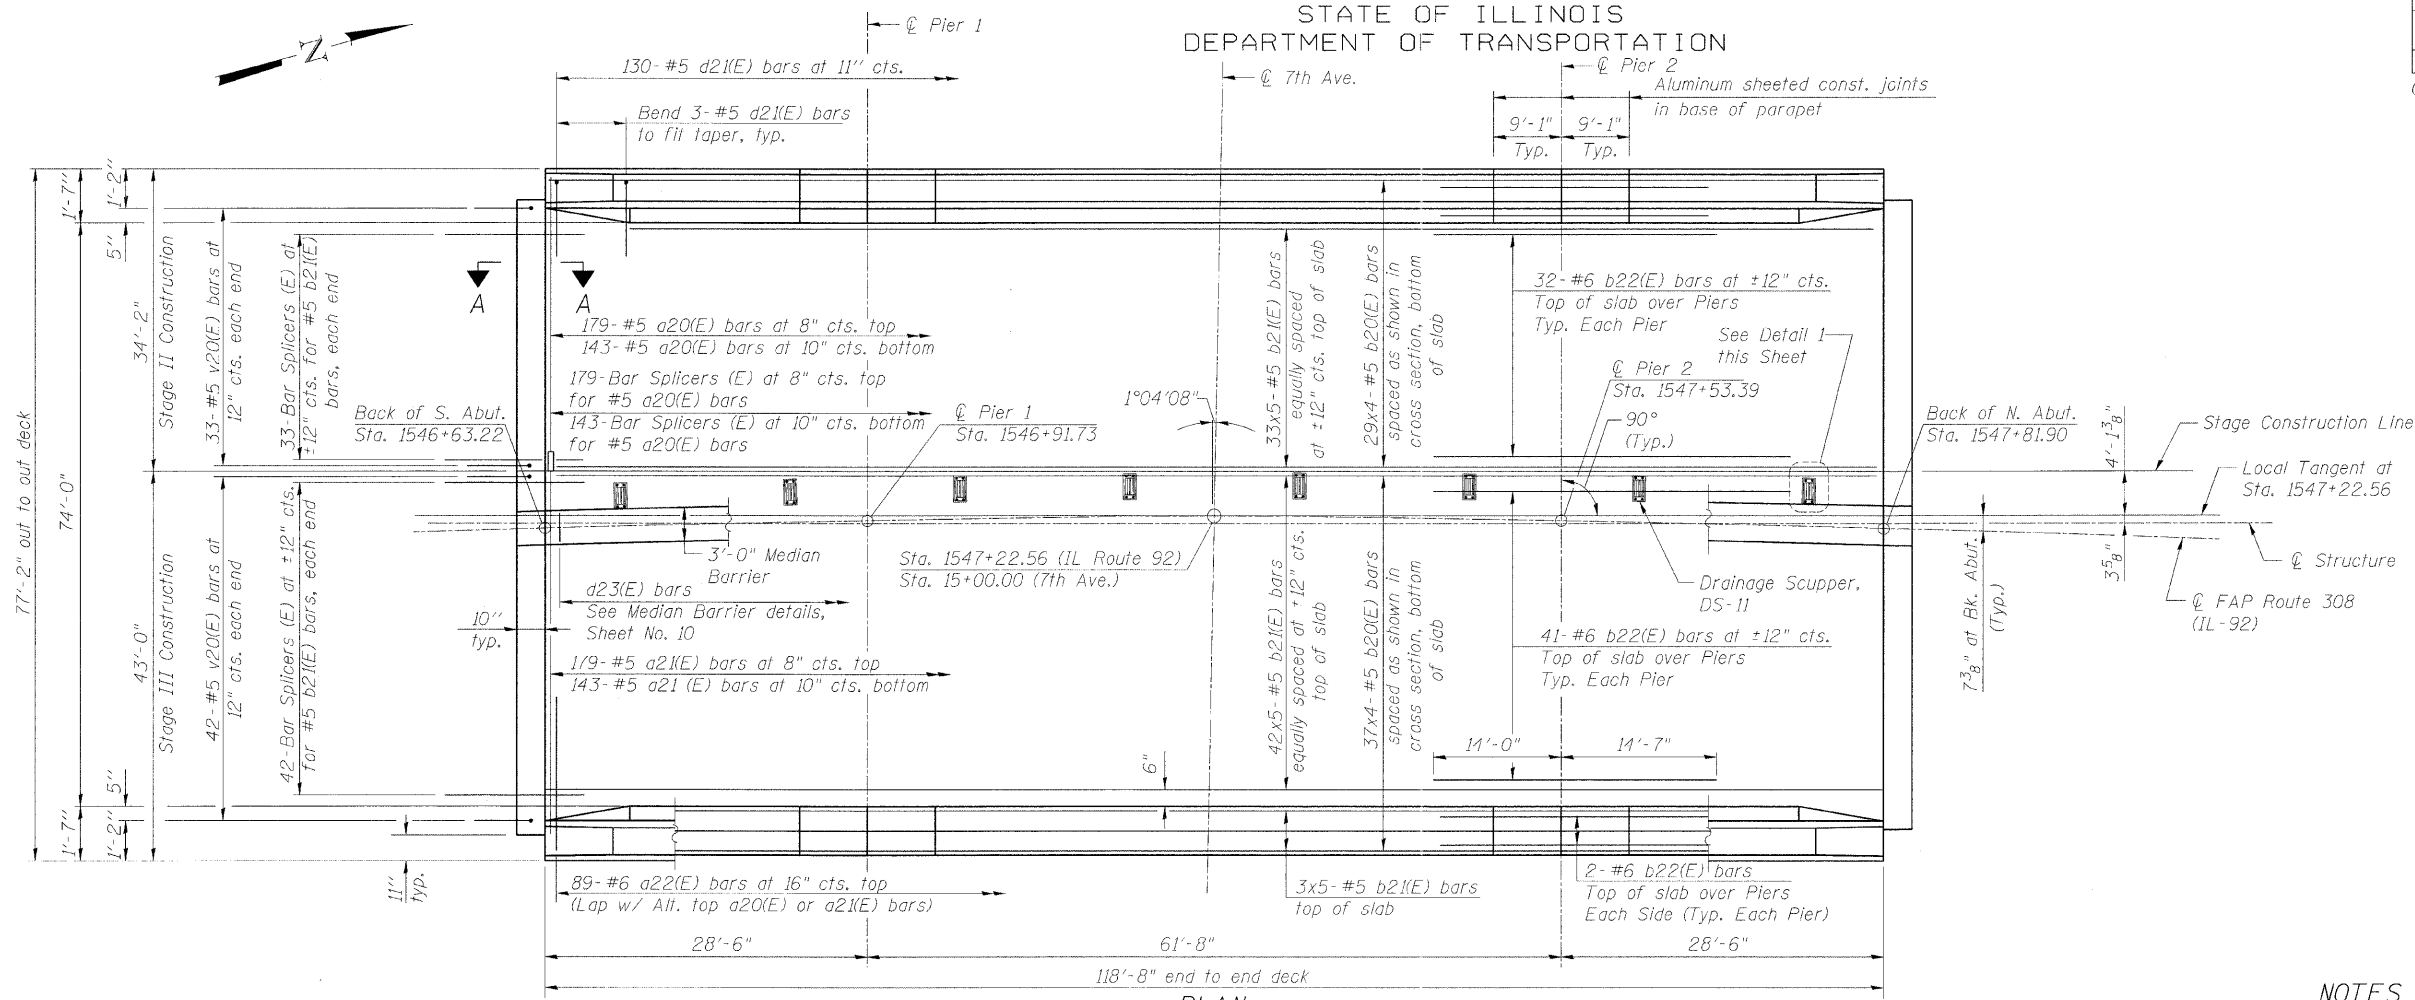 STATE OF ILLINOIS
DEPARTMENT OF TRANSPORTATION
N
℄ Pier 1
130-#5 d21(E) bars at 11" cts.
℄ 7th Ave.
℄ Pier 2
Aluminum sheeted const. joints
in base of parapet
Bend 3-#5 d21(E) bars
to fit taper, typ.
9'-1"
Typ.
9'-1"
Typ.
77'-2" out to out deck
74'-0"
1'-7"
1'-2"
5"
34'-2"
Stage II Construction
33-#5 v20(E) bars at
12" cts. each end
33-Bar Splicers (E) at
±12" cts. for #5 b21(E)
bars, each end
A
A
179-#5 a20(E) bars at 8" cts. top
143-#5 a20(E) bars at 10" cts. bottom
179-Bar Splicers (E) at 8" cts. top
for #5 a20(E) bars
143-Bar Splicers (E) at 10" cts. bottom
for #5 a20(E) bars
Back of S. Abut.
Sta. 1546+63.22
℄ Pier 1
Sta. 1546+91.73
1°04'08"
33x5-#5 b21(E) bars
equally spaced
at ±12" cts. top of slab
29x4-#5 b20(E) bars
spaced as shown in
cross section, bottom
of slab
32-#6 b22(E) bars at ±12" cts.
Top of slab over Piers
Typ. Each Pier
See Detail 1
this Sheet
℄ Pier 2
Sta. 1547+53.39
90°
(Typ.)
Back of N. Abut.
Sta. 1547+81.90
4'-1 3/8"
Stage Construction Line
Local Tangent at
Sta. 1547+22.56
℄ Structure
3 5/8"
℄ FAP Route 308
(IL-92)
7 3/8" at Bk. Abut.
(Typ.)
43'-0"
Stage III Construction
42-#5 v20(E) bars at
12" cts. each end
42-Bar Splicers (E) at ±12" cts.
for #5 b21(E) bars, each end
10"
typ.
3'-0" Median
Barrier
d23(E) bars
See Median Barrier details,
Sheet No. 10
Sta. 1547+22.56 (IL Route 92)
Sta. 15+00.00 (7th Ave.)
179-#5 a21(E) bars at 8" cts. top
143-#5 a21 (E) bars at 10" cts. bottom
42x5-#5 b21(E) bars
equally spaced at ±12" cts.
top of slab
37x4-#5 b20(E) bars
spaced as shown in
cross section, bottom
of slab
Drainage Scupper,
DS-11
41-#6 b22(E) bars at ±12" cts.
Top of slab over Piers
Typ. Each Pier
14'-0"
14'-7"
6"
5"
1'-7"
1'-2"
11"
typ.
89-#6 a22(E) bars at 16" cts. top
(Lap w/ Alt. top a20(E) or a21(E) bars)
3x5-#5 b21(E) bars
top of slab
2-#6 b22(E) bars
Top of slab over Piers
Each Side (Typ. Each Pier)
28'-6"
61'-8"
28'-6"
118'-8" end to end deck
PLAN
NOTES